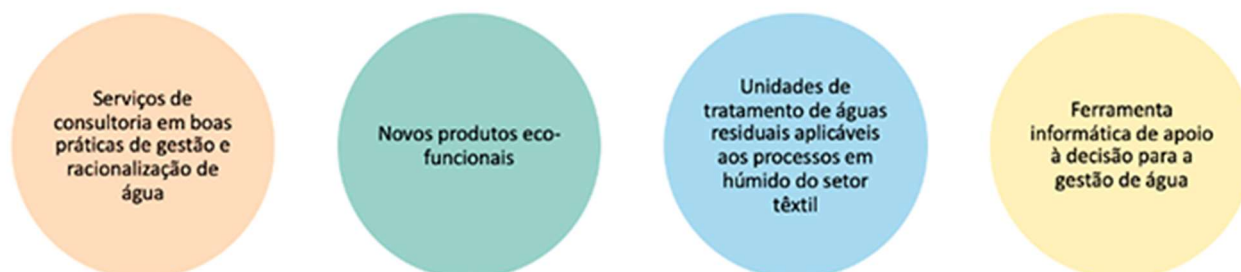 Serviços de
consultoria em boas
práticas de gestão e
racionalização de
água
Novos produtos eco-
funcionais
Unidades de
tratamento de águas
residuais aplicáveis
aos processos em
húmido do setor
têxtil
Ferramenta
informática de apoio
à decisão para a
gestão de água